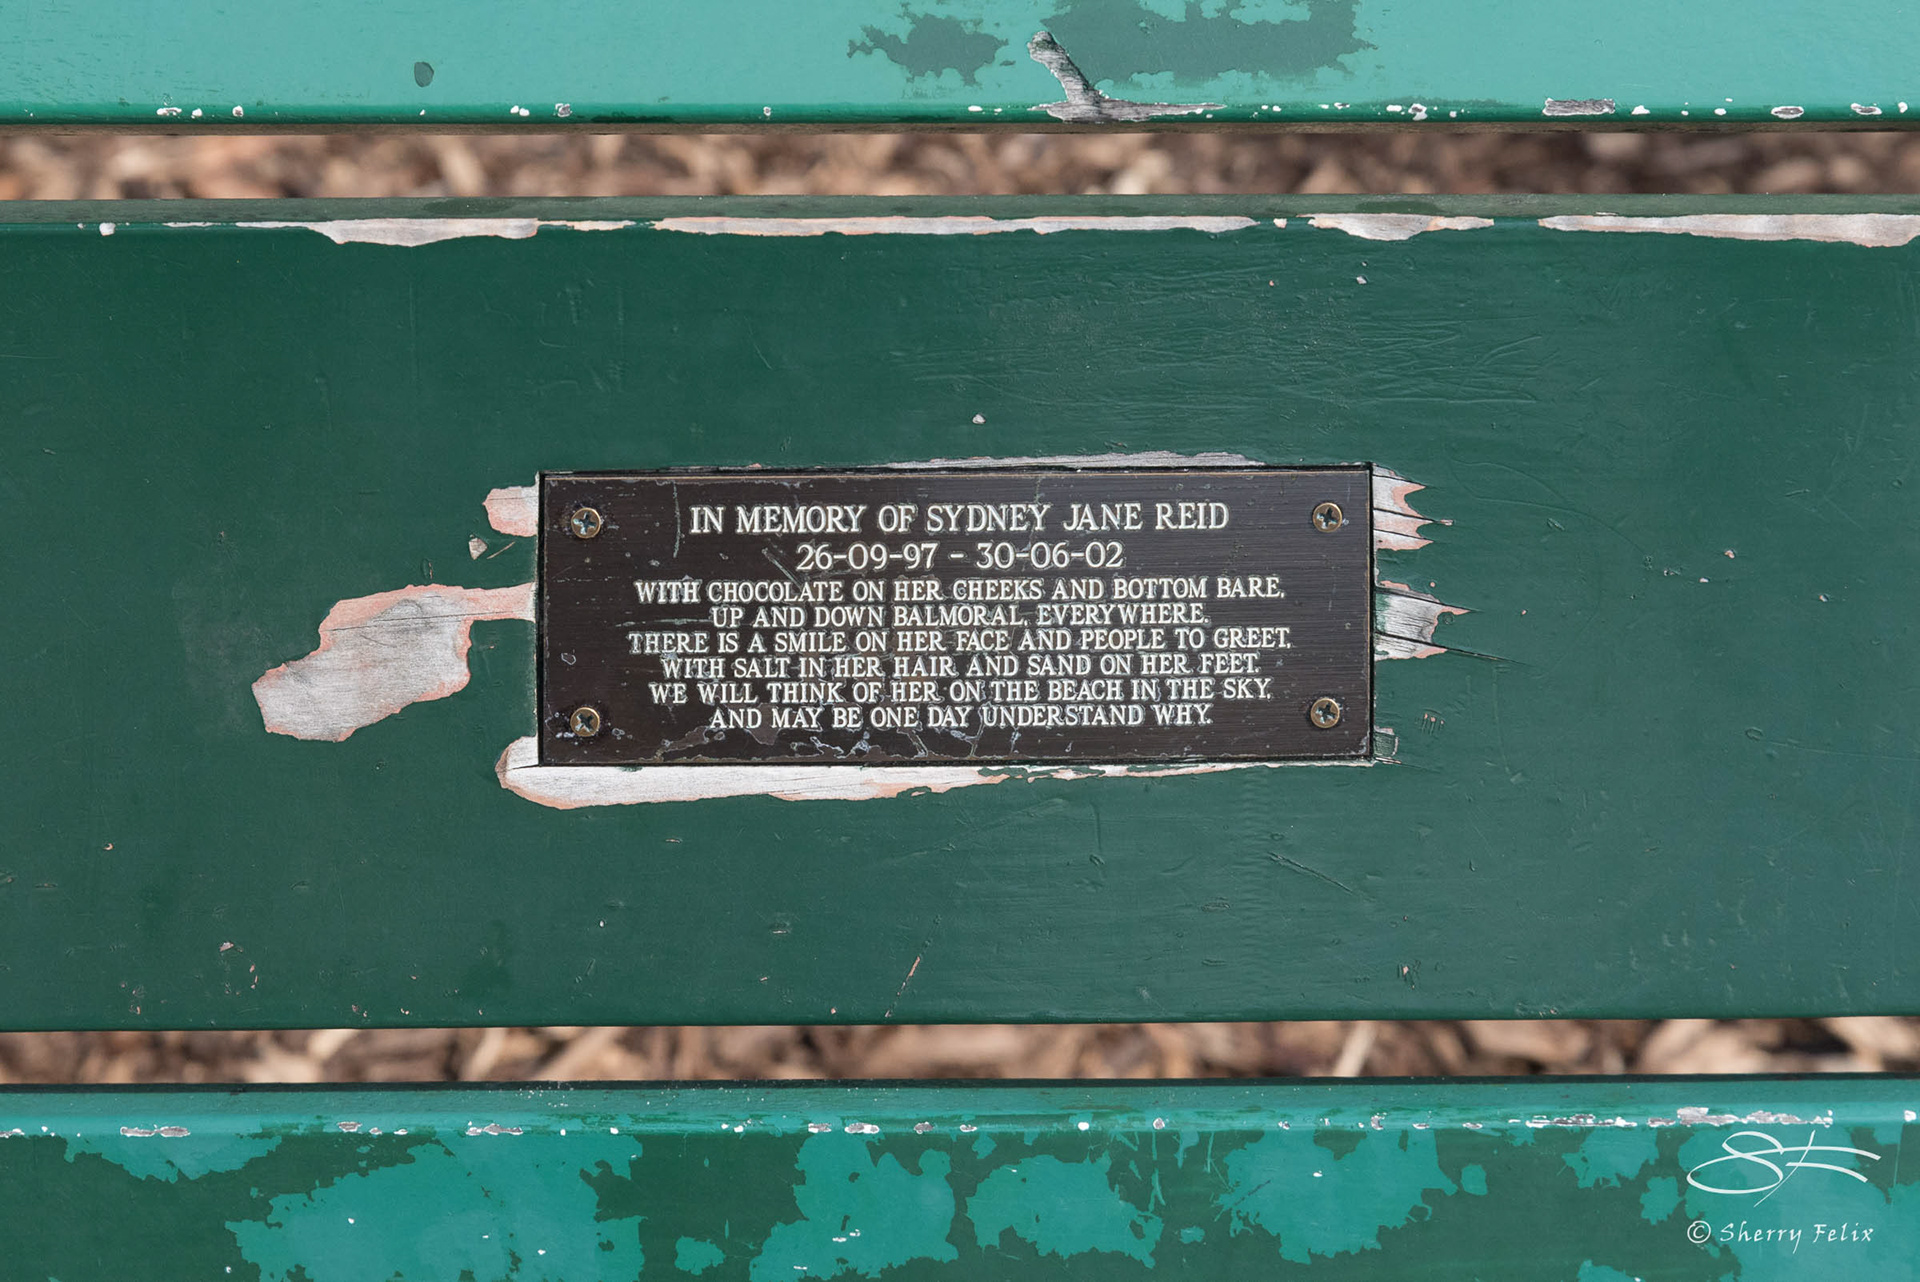 IN MEMORY OF SYDNEY JANE REID
26-09-97 - 30-06-02
WITH CHOCOLATE ON HER CHEEKS AND BOTTOM BARE,
UP AND DOWN BALMORAL, EVERYWHERE.
THERE IS A SMILE ON HER FACE AND PEOPLE TO GREET,
WITH SALT IN HER HAIR AND SAND ON HER FEET.
WE WILL THINK OF HER ON THE BEACH IN THE SKY,
AND MAY BE ONE DAY UNDERSTAND WHY.
© Sherry Felix